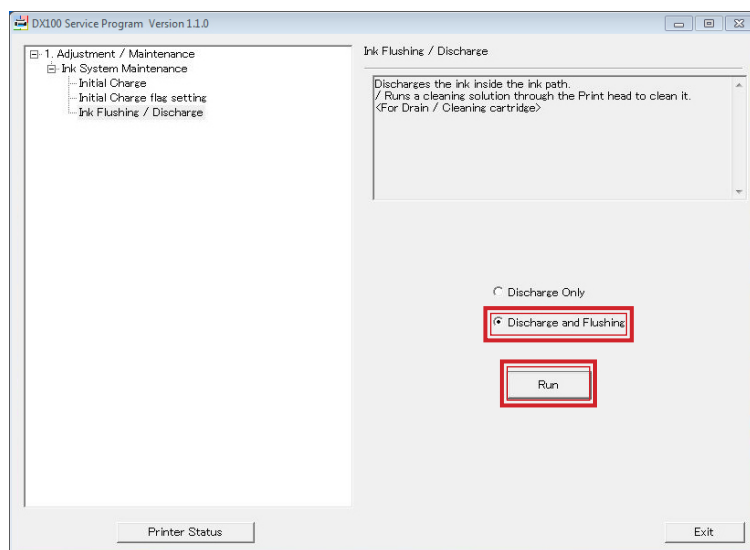 DX100 Service Program Version 1.1.0
1. Adjustment / Maintenance
Ink System Maintenance
Initial Charge
Initial Charge flag setting
Ink Flushing / Discharge
Ink Flushing / Discharge
Discharges the ink inside the ink path.
/ Runs a cleaning solution through the Print head to clean it.
<For Drain / Cleaning cartridge>
Discharge Only
Discharge and Flushing
Run
Printer Status
Exit